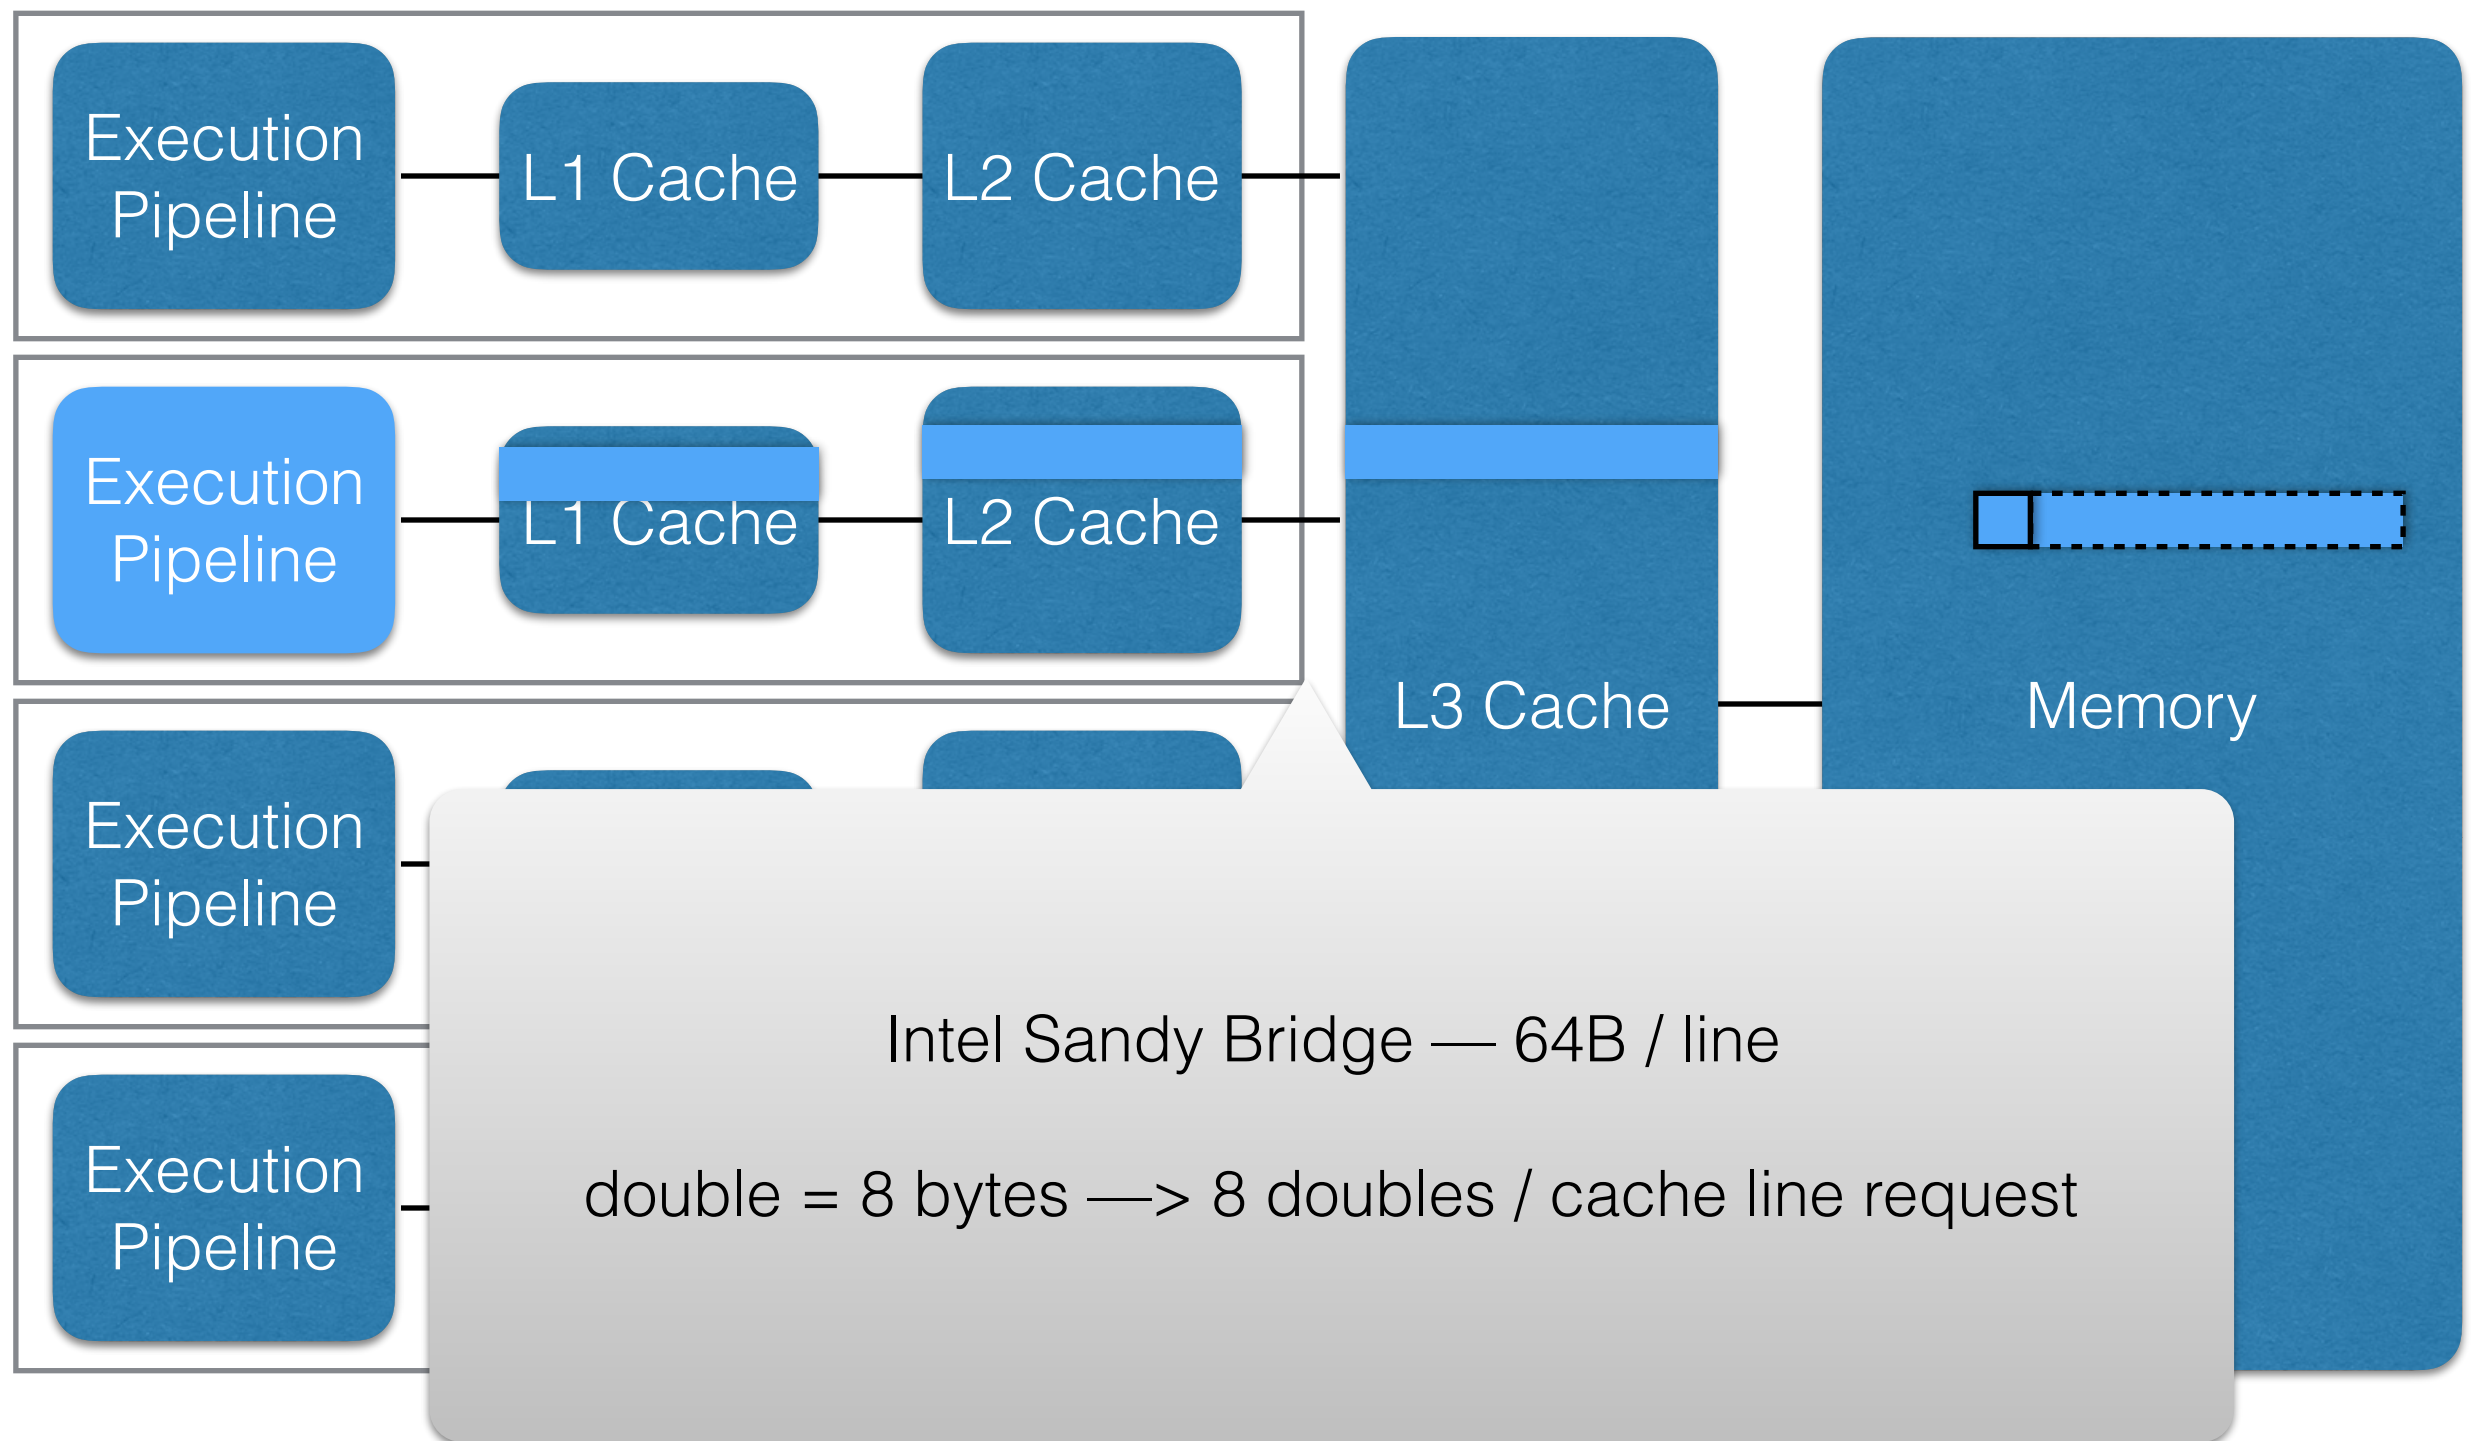 Execution
Pipeline
L1 Cache
L2 Cache
Execution
Pipeline
L1 Cache
L2 Cache
L3 Cache
Memory
Execution
Pipeline
Execution
Pipeline
Intel Sandy Bridge — 64B / line
double = 8 bytes —> 8 doubles / cache line request